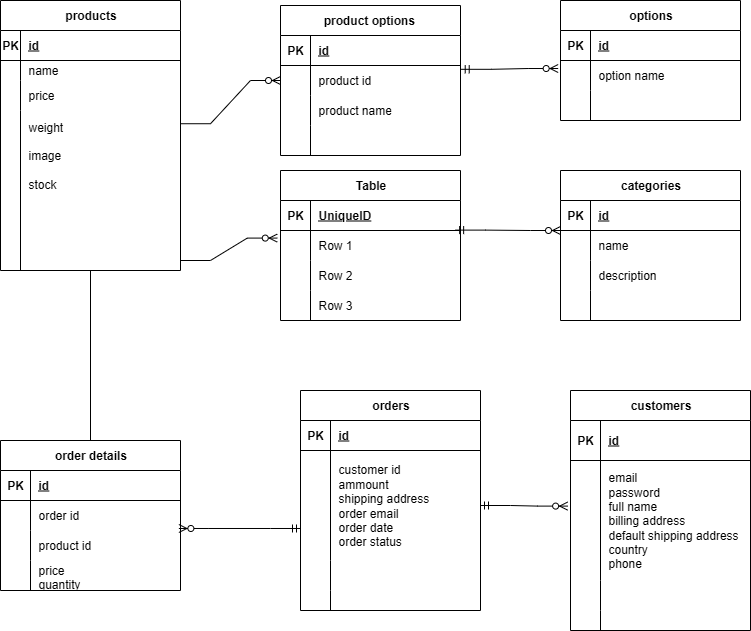 products
PK id
name
price
weight
image
stock
product options
PK id
product id
product name
options
PK id
option name
Table
PK UniqueID
Row 1
Row 2
Row 3
categories
PK id
name
description
order details
PK id
order id
product id
price
quantity
orders
PK id
customer id
ammount
shipping address
order email
order date
order status
customers
PK id
email
password
full name
billing address
default shipping address
country
phone